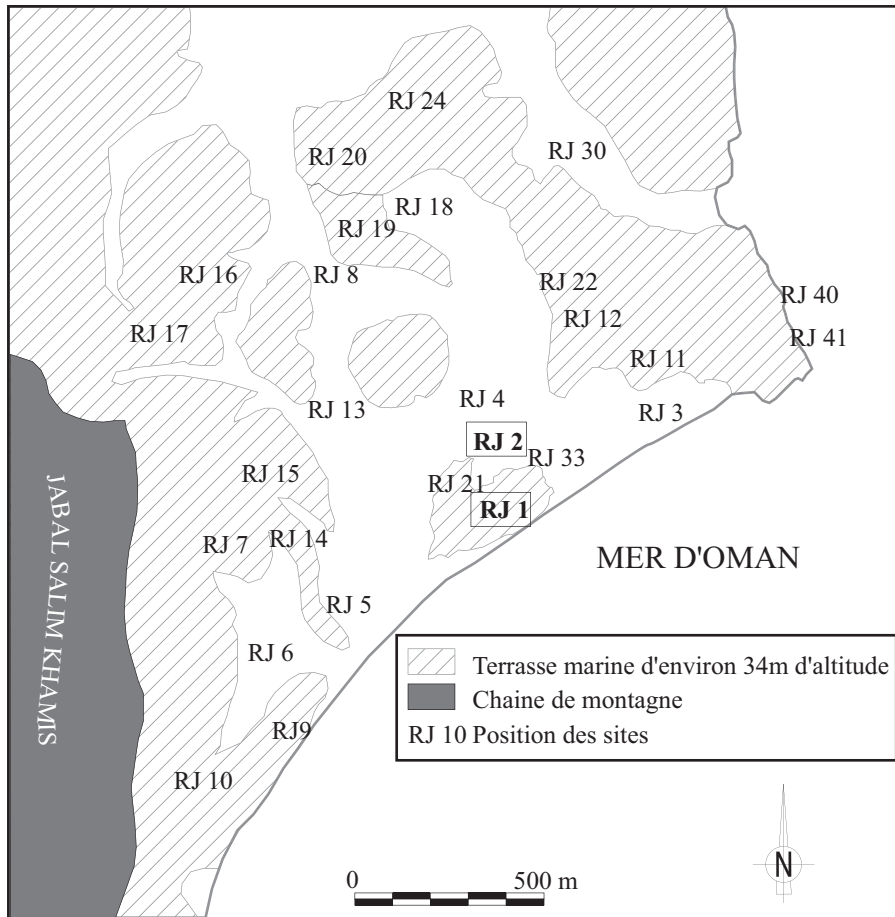 RJ 24
RJ 20
RJ 30
RJ 18
RJ 19
RJ 16
RJ 8
RJ 22
RJ 40
RJ 12
RJ 17
RJ 41
RJ 11
RJ 4
RJ 13
RJ 3
RJ 2
RJ 33
RJ 15
RJ 21
RJ 1
RJ 14
RJ 7
MER D'OMAN
JABAL SALIM KHAMIS
RJ 5
RJ 6
RJ9
RJ 10
Terrasse marine d'environ 34m d'altitude
Chaine de montagne
RJ 10 Position des sites
0 500 m
N